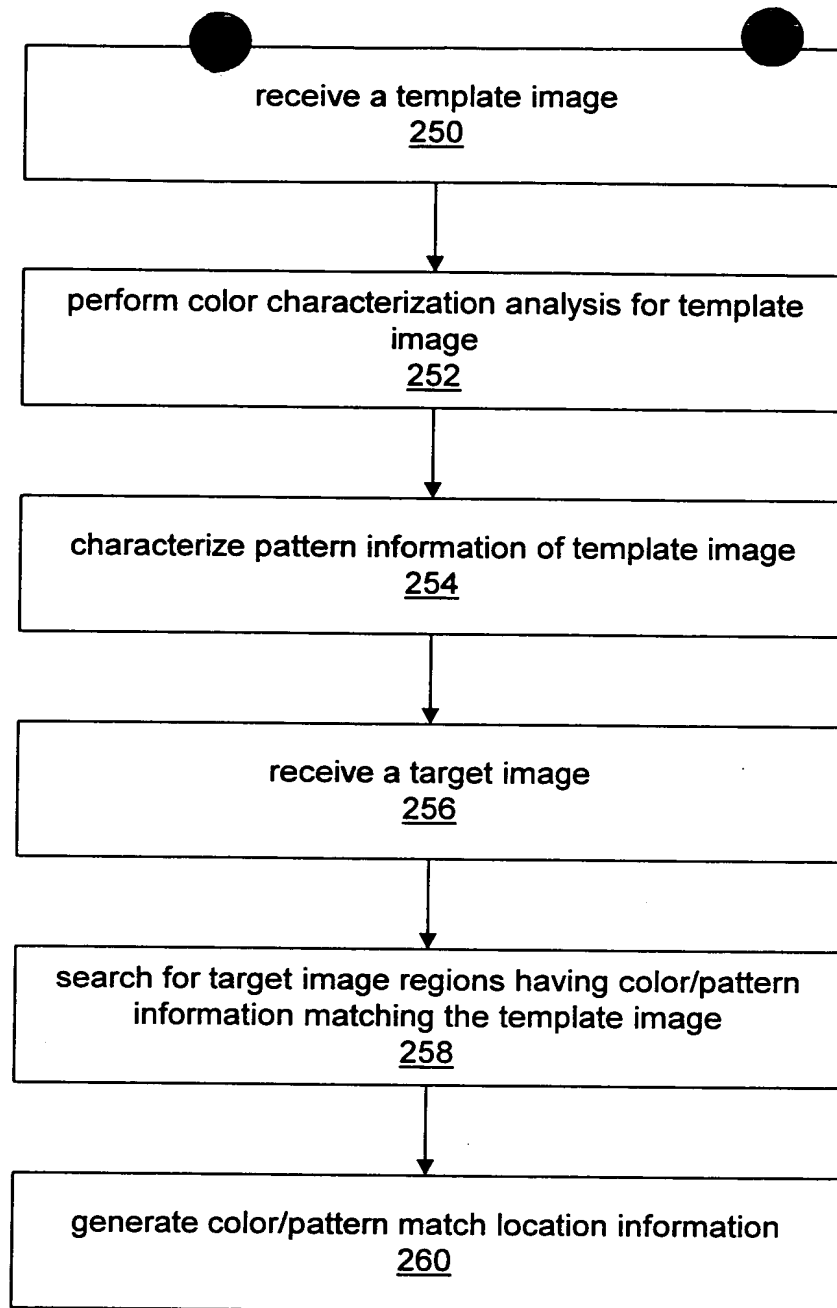 receive a template image
250
perform color characterization analysis for template
image
252
characterize pattern information of template image
254
receive a target image
256
search for target image regions having color/pattern
information matching the template image
258
generate color/pattern match location information
260